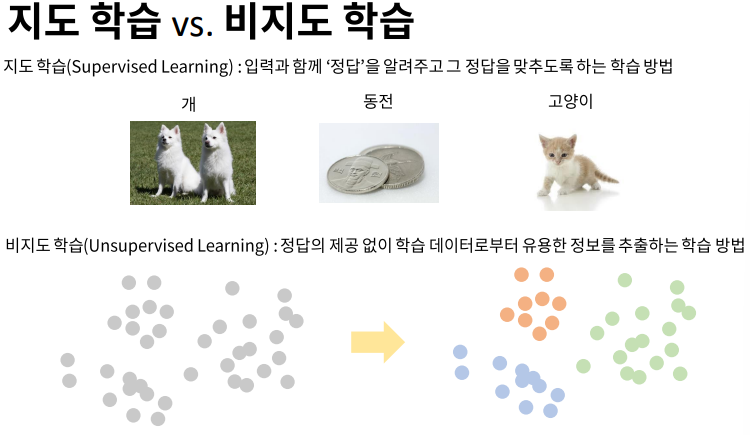 지도 학습 vs. 비지도 학습
지도 학습(Supervised Learning) : 입력과 함께 ‘정답’을 알려주고 그 정답을 맞추도록 하는 학습 방법
개
동전
고양이
비지도 학습(Unsupervised Learning) : 정답의 제공 없이 학습 데이터로부터 유용한 정보를 추출하는 학습 방법